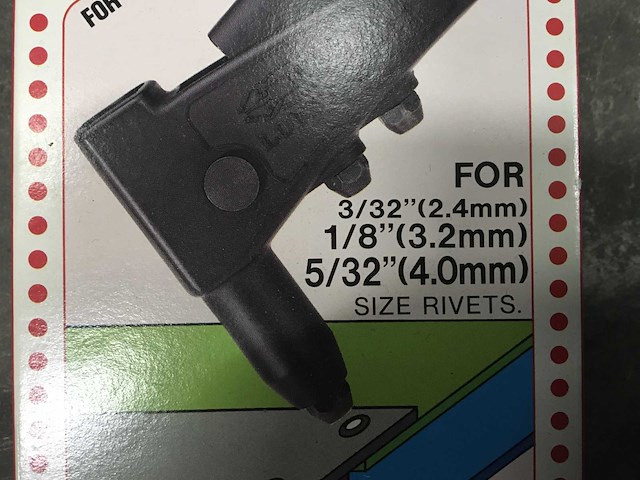 FOR
FOR
3/32”(2.4mm)
1/8”(3.2mm)
5/32”(4.0mm)
SIZE RIVETS.